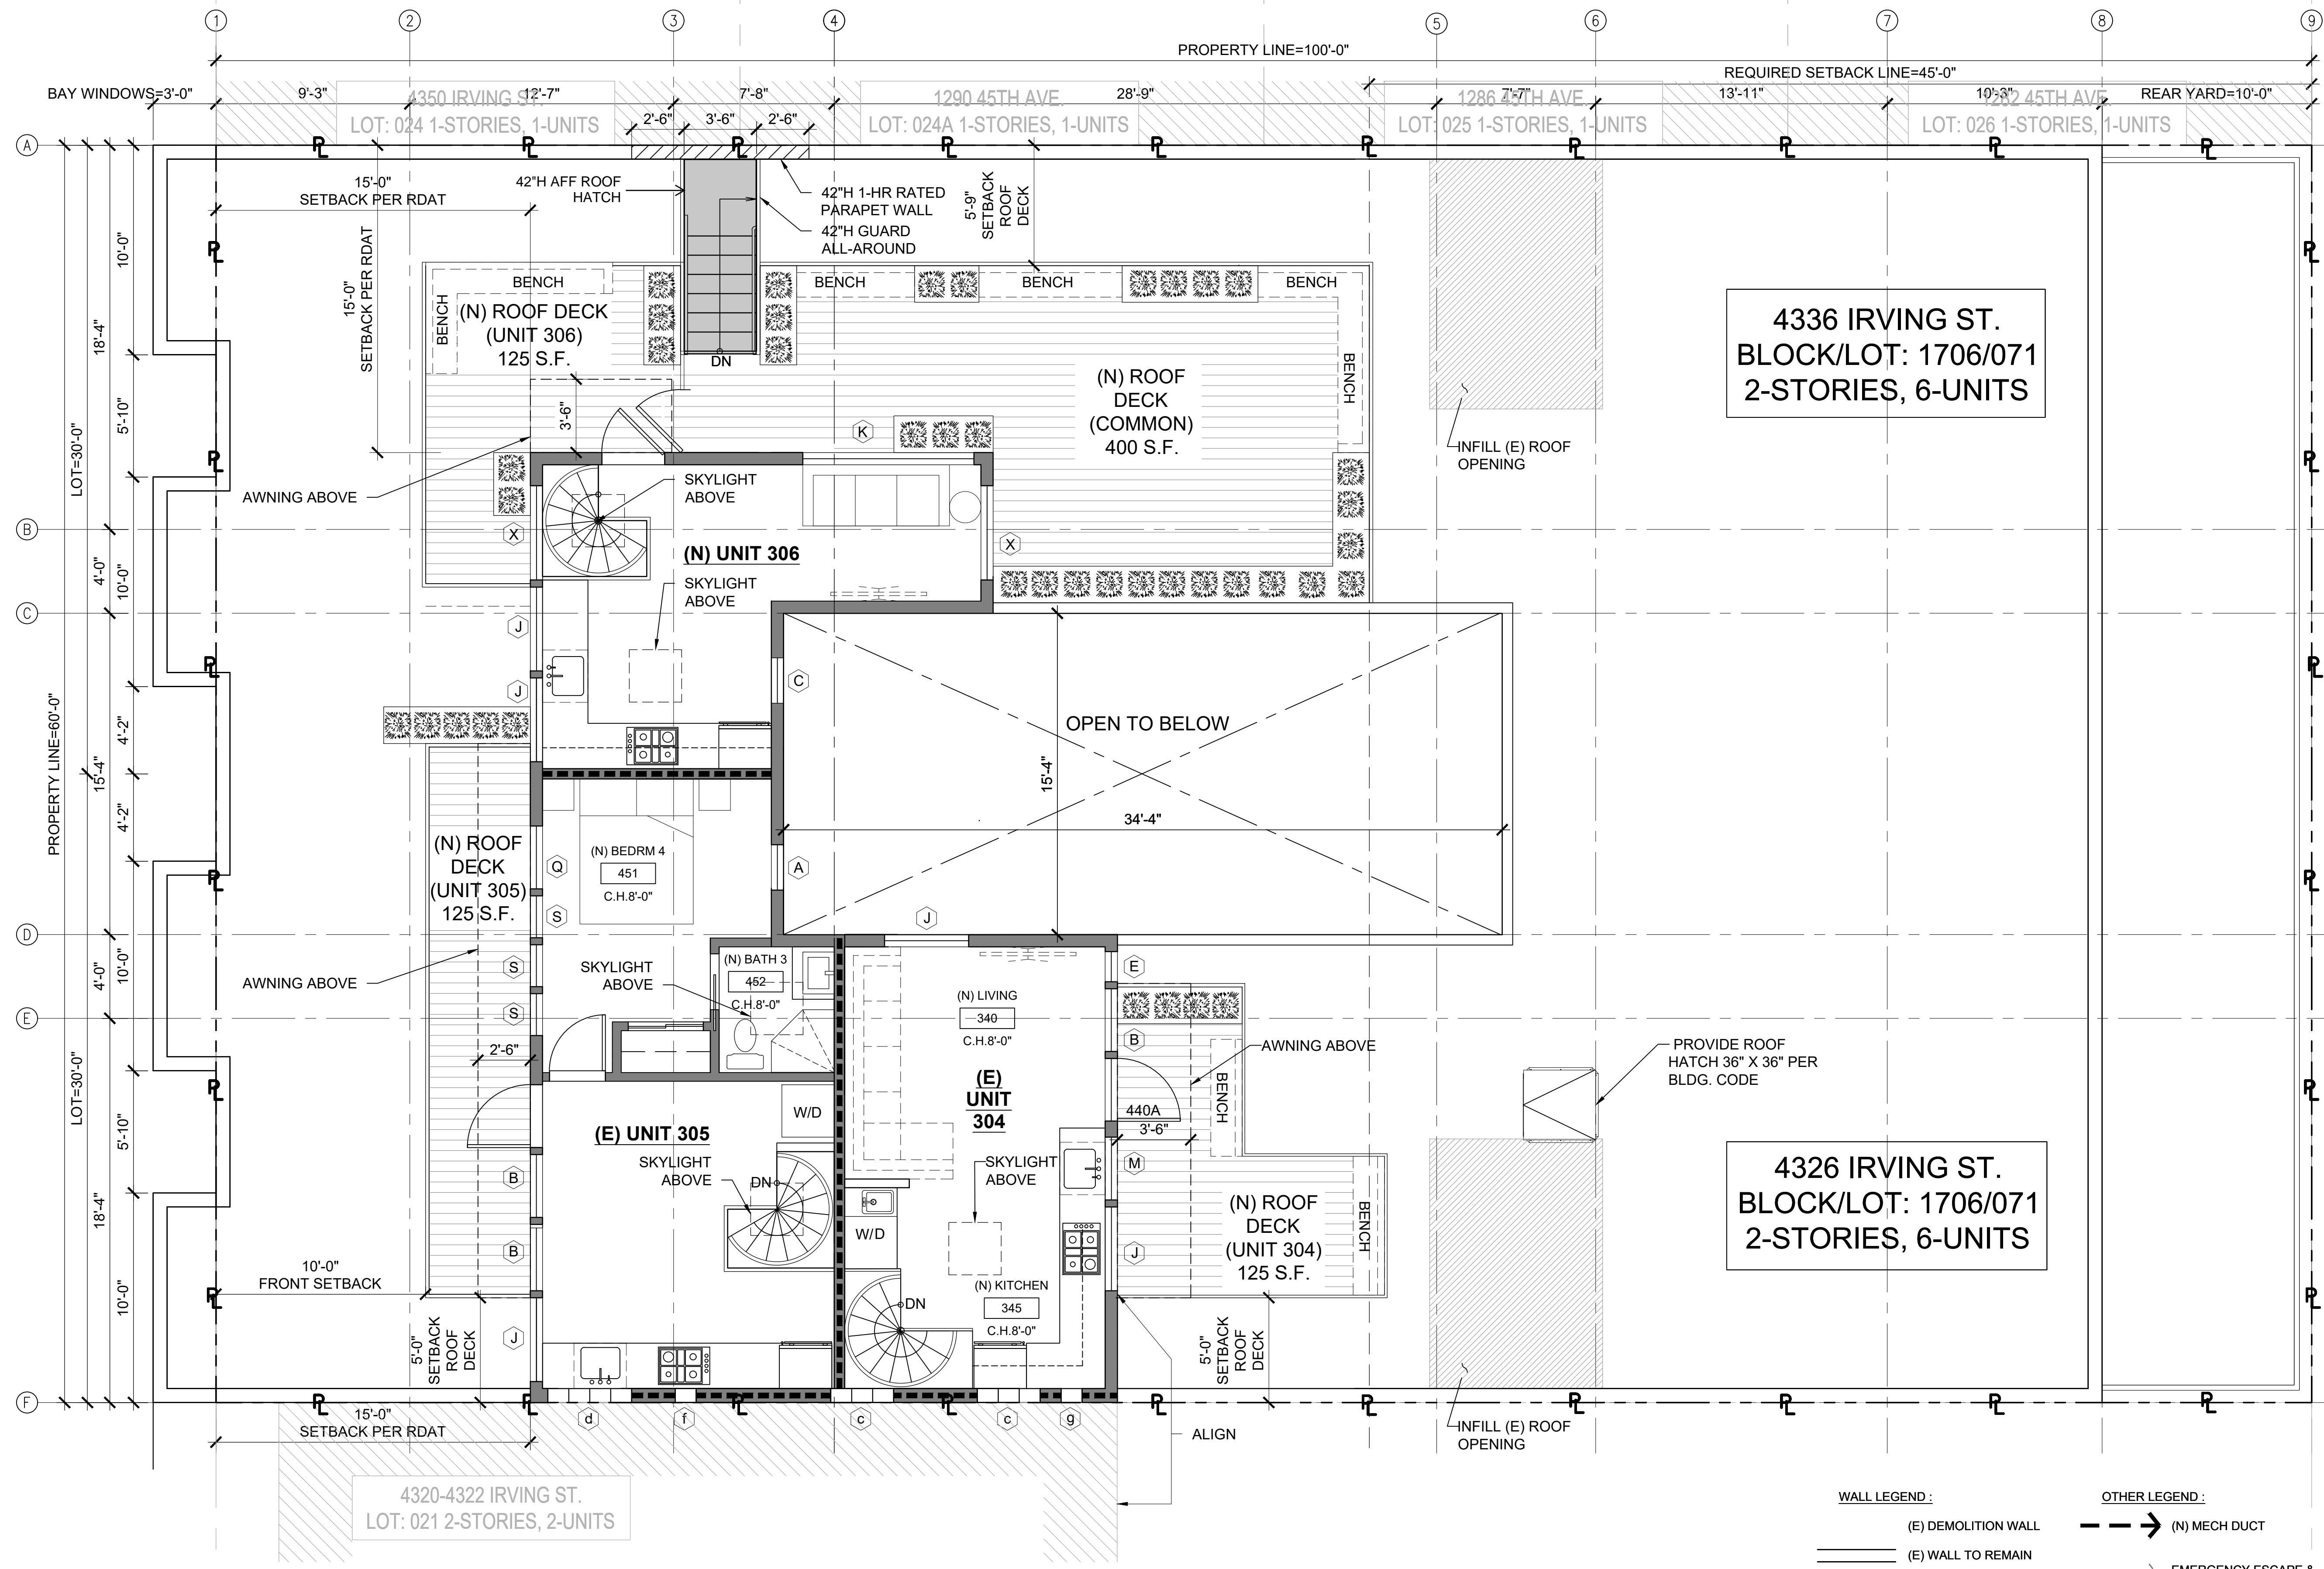 1
2
3
4
5
6
7
8
9
PROPERTY LINE=100'-0"
REQUIRED SETBACK LINE=45'-0"
BAY WINDOWS=3'-0"
9'-3"
12'-7"
7'-8"
28'-9"
7'-7"
13'-11"
10'-3"
REAR YARD=10'-0"
4350 IRVING ST.
LOT: 024 1-STORIES, 1-UNITS
1290 45TH AVE.
LOT: 024A 1-STORIES, 1-UNITS
1286 45TH AVE.
LOT: 025 1-STORIES, 1-UNITS
1282 45TH AVE.
LOT: 026 1-STORIES, 1-UNITS
2'-6"
3'-6"
2'-6"
A
B
C
D
E
F
PROPERTY LINE=60'-0"
LOT=30'-0"
LOT=30'-0"
18'-4"
4'-0"
15'-4"
4'-0"
18'-4"
10'-0"
5'-10"
10'-0"
4'-2"
4'-2"
10'-0"
5'-10"
10'-0"
15'-0"
SETBACK PER RDAT
15'-0"
SETBACK PER RDAT
42"H AFF ROOF
HATCH
42"H 1-HR RATED
PARAPET WALL
42"H GUARD
ALL-AROUND
5'-9"
SETBACK
ROOF
DECK
BENCH
BENCH
(N) ROOF DECK
(UNIT 306)
125 S.F.
DN
BENCH
BENCH
BENCH
BENCH
(N) ROOF
DECK
(COMMON)
400 S.F.
3'-6"
K
AWNING ABOVE
SKYLIGHT
ABOVE
X
X
(N) UNIT 306
SKYLIGHT
ABOVE
J
J
C
INFILL (E) ROOF
OPENING
4336 IRVING ST.
BLOCK/LOT: 1706/071
2-STORIES, 6-UNITS
OPEN TO BELOW
15'-4"
34'-4"
(N) ROOF
DECK
(UNIT 305)
125 S.F.
Q
S
(N) BEDRM 4
451
C.H.8'-0"
A
J
AWNING ABOVE
S
S
SKYLIGHT
ABOVE
(N) BATH 3
452
C.H.8'-0"
2'-6"
(N) LIVING
340
C.H.8'-0"
E
B
AWNING ABOVE
BENCH
440A
3'-6"
(E)
UNIT
304
W/D
(E) UNIT 305
SKYLIGHT
ABOVE
DN
SKYLIGHT
ABOVE
M
B
B
J
W/D
J
(N) ROOF
DECK
(UNIT 304)
125 S.F.
BENCH
(N) KITCHEN
345
C.H.8'-0"
DN
PROVIDE ROOF
HATCH 36" X 36" PER
BLDG. CODE
4326 IRVING ST.
BLOCK/LOT: 1706/071
2-STORIES, 6-UNITS
10'-0"
FRONT SETBACK
5'-0"
SETBACK
ROOF
DECK
5'-0"
SETBACK
ROOF
DECK
15'-0"
SETBACK PER RDAT
d
f
c
c
g
ALIGN
INFILL (E) ROOF
OPENING
4320-4322 IRVING ST.
LOT: 021 2-STORIES, 2-UNITS
WALL LEGEND :
(E) DEMOLITION WALL
(E) WALL TO REMAIN
OTHER LEGEND :
(N) MECH DUCT